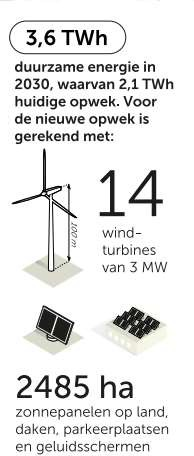 3,6 TWh
duurzame energie in
2030, waarvan 2,1 TWh
huidige opwek. Voor
de nieuwe opwek is
gerekend met:
100 m
14
wind-
turbines
van 3 MW
2485 ha
zonnepanelen op land,
daken, parkeerplaatsen
en geluidsschermen